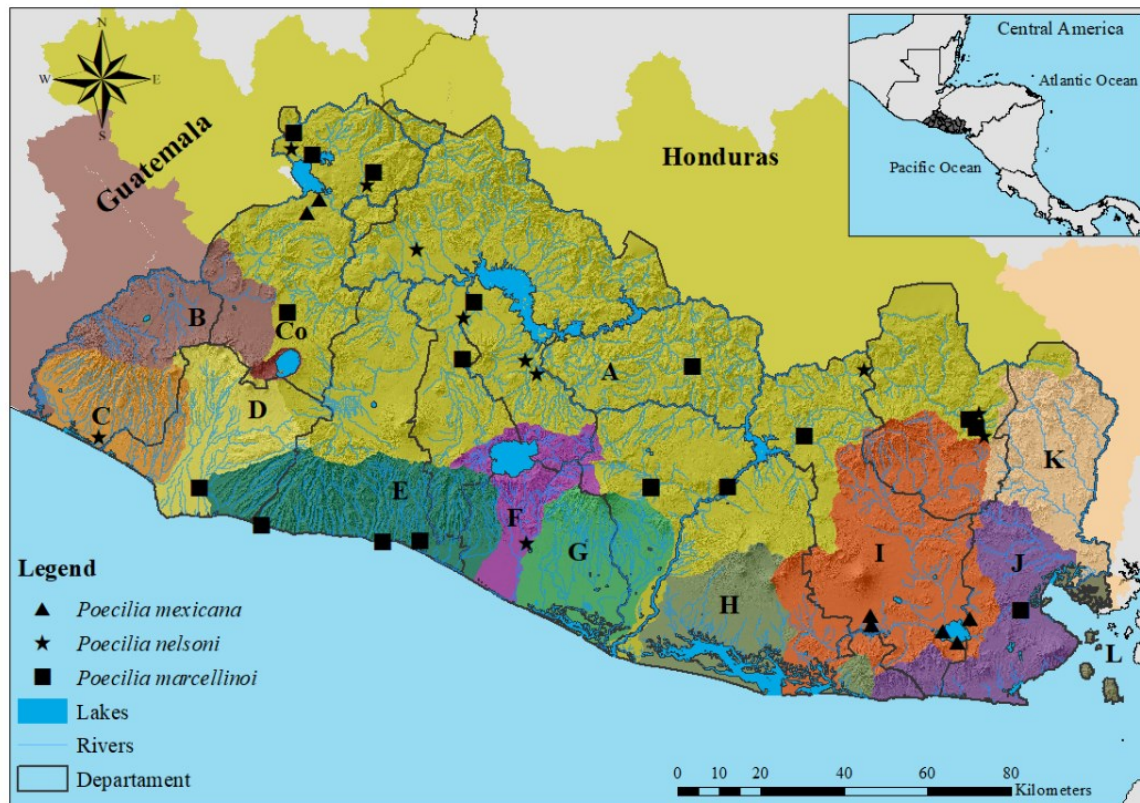 N
W E
S
Guatemala
Honduras
Central America
Atlantic Ocean
Pacific Ocean
B
Co
A
C
D
E
F
G
H
I
J
K
L
Legend
Poecilia mexicana
Poecilia nelsoni
Poecilia marcellinoi
Lakes
Rivers
Departament
0 5 10 20 40 60 80
Kilometers